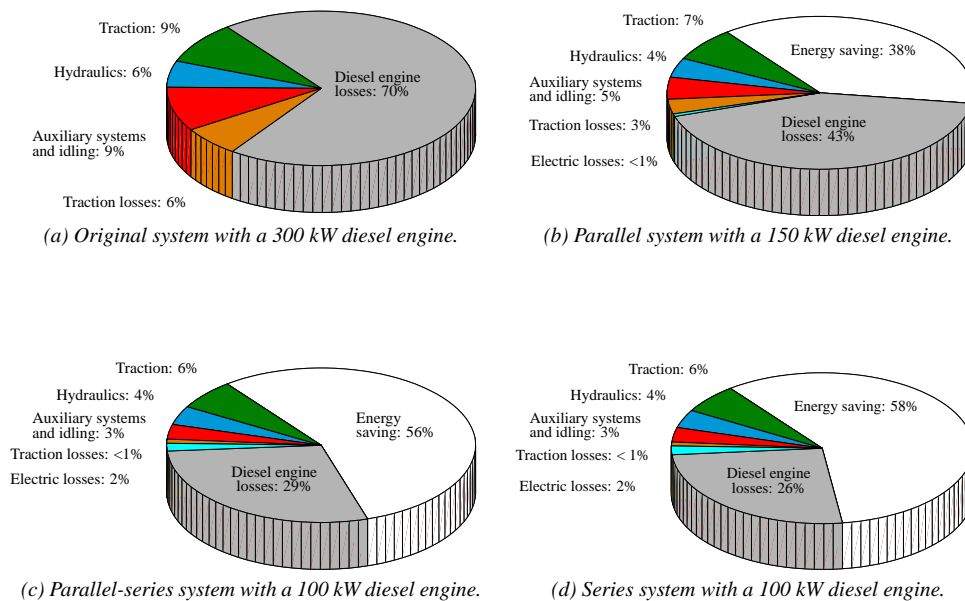 Traction: 9%
Hydraulics: 6%
Auxiliary systems
and idling: 9%
Traction losses: 6%
Diesel engine
losses: 70%
(a) Original system with a 300 kW diesel engine.
Traction: 7%
Hydraulics: 4%
Auxiliary systems
and idling: 5%
Traction losses: 3%
Electric losses: <1%
Energy saving: 38%
Diesel engine
losses: 43%
(b) Parallel system with a 150 kW diesel engine.
Traction: 6%
Hydraulics: 4%
Auxiliary systems
and idling: 3%
Traction losses: <1%
Electric losses: 2%
Energy
saving: 56%
Diesel engine
losses: 29%
(c) Parallel-series system with a 100 kW diesel engine.
Traction: 6%
Hydraulics: 4%
Auxiliary systems
and idling: 3%
Traction losses: < 1%
Electric losses: 2%
Energy saving: 58%
Diesel engine
losses: 26%
(d) Series system with a 100 kW diesel engine.